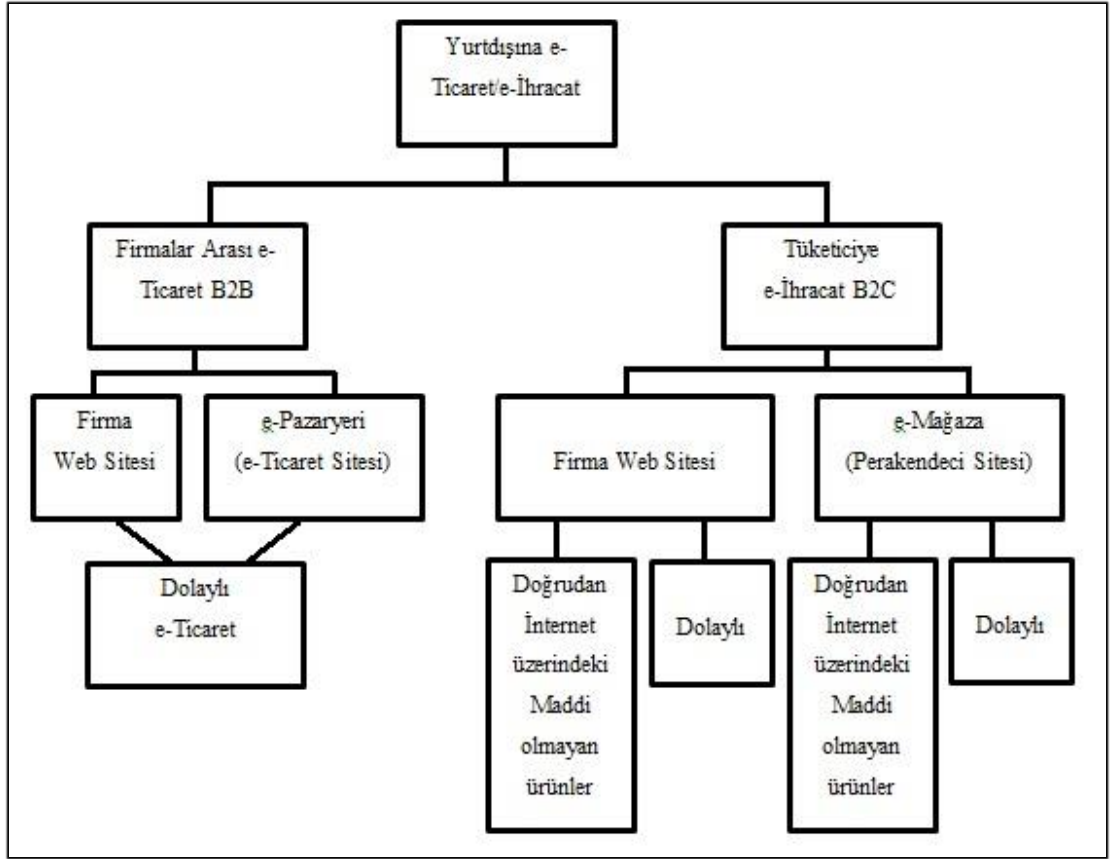 Yurtdışına e-
Ticaret/e-İhracat
Firmalar Arası e-
Ticaret B2B
Tüketiciye
e-İhracat B2C
Firma
Web Sitesi
e-Pazaryeri
(e-Ticaret Sitesi)
Firma Web Sitesi
e-Mağaza
(Perakendeci Sitesi)
Dolaylı
e-Ticaret
Doğrudan
İnternet
üzerindeki
Maddi
olmayan
ürünler
Dolaylı
Doğrudan
İnternet
üzerindeki
Maddi
olmayan
ürünler
Dolaylı